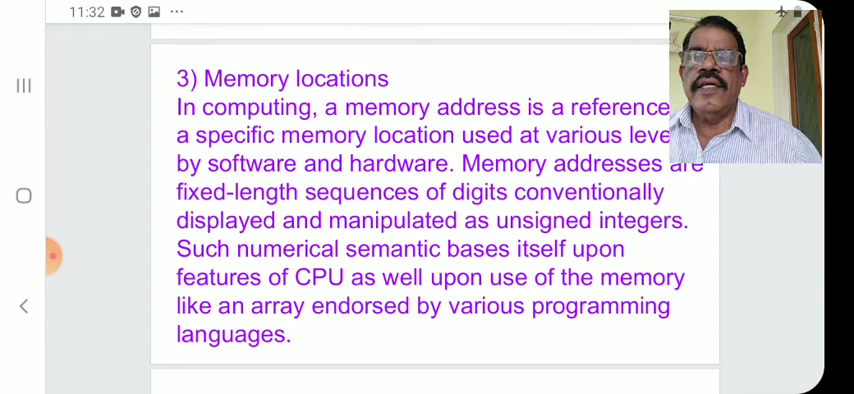 11:32
3) Memory locations
In computing, a memory address is a reference
a specific memory location used at various leve
by software and hardware. Memory addresses are
fixed-length sequences of digits conventionally
displayed and manipulated as unsigned integers.
Such numerical semantic bases itself upon
features of CPU as well upon use of the memory
like an array endorsed by various programming
languages.